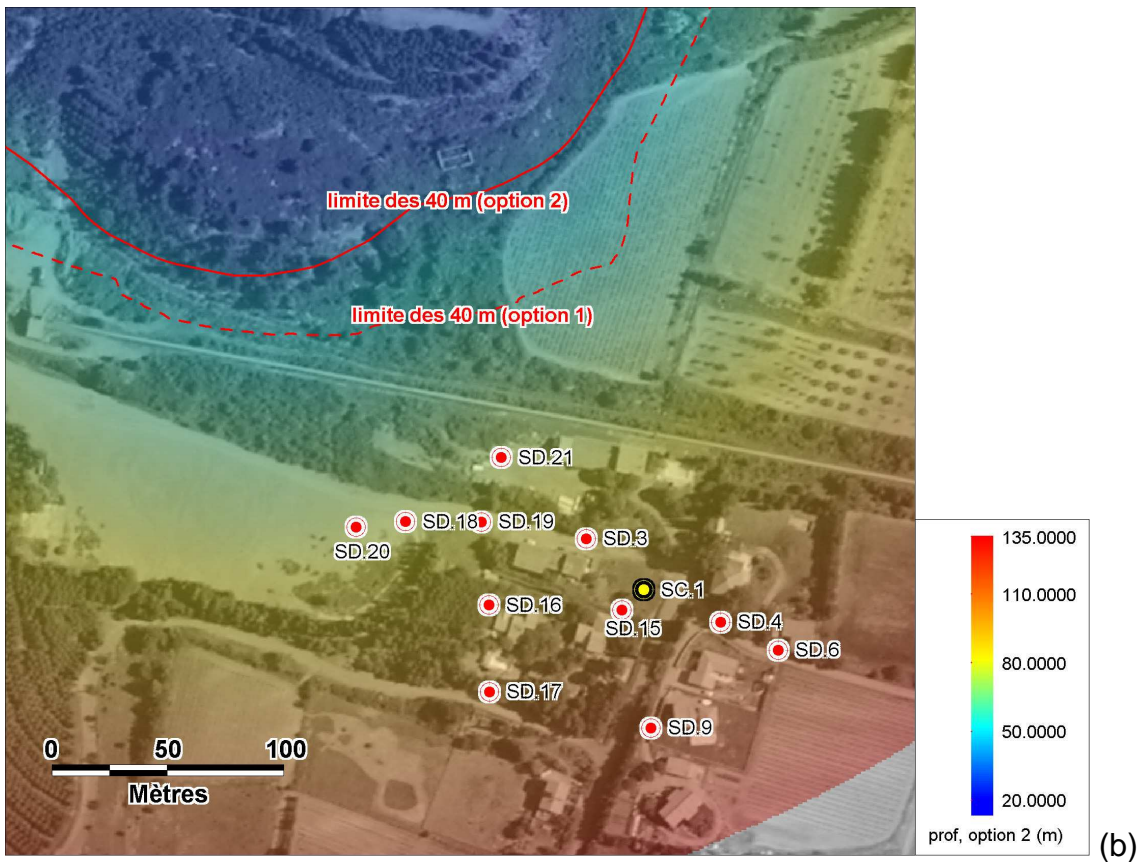 limite des 40 m (option 2)
limite des 40 m (option 1)
SD.21
SD.18
SD.19
SD.20
SD.3
SC.1
SD.16
SD.15
SD.4
SD.6
SD.17
SD.9
0 50 100
Mètres
135.0000
110.0000
80.0000
50.0000
20.0000
prof, option 2 (m)
(b)